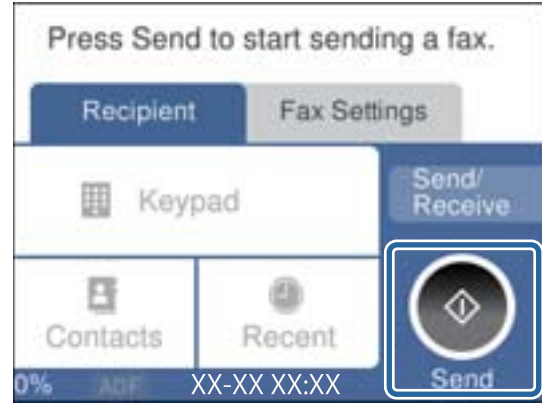 Press Send to start sending a fax.
Recipient
Fax Settings
Keypad
Send/
Receive
Contacts
Recent
Send
0%
ADF
XX-XX XX:XX